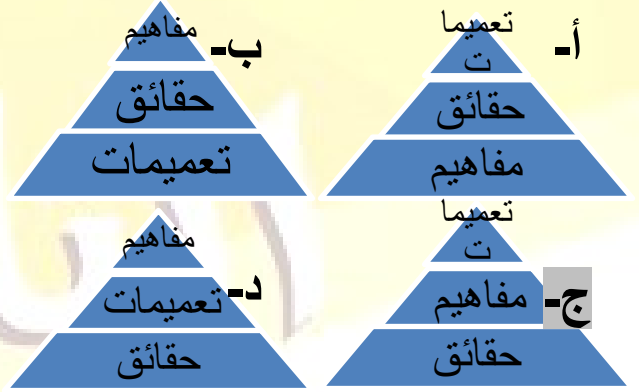 أ-
تعميما
ت
حقائق
مفاهيم
ب-
مفاهيم
حقائق
تعميمات
ج-
تعميما
ت
مفاهيم
حقائق
د-
مفاهيم
تعميمات
حقائق